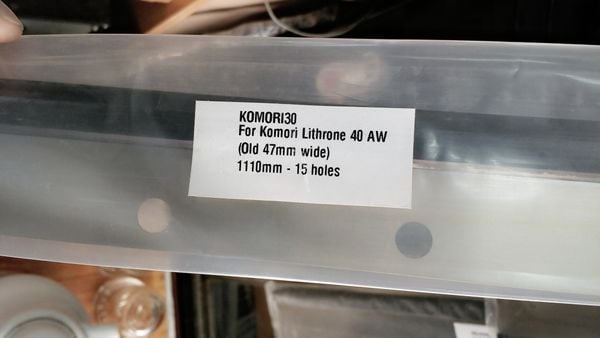 KOMORI30
For Komori Lithrone 40 AW
(Old 47mm wide)
1110mm - 15 holes